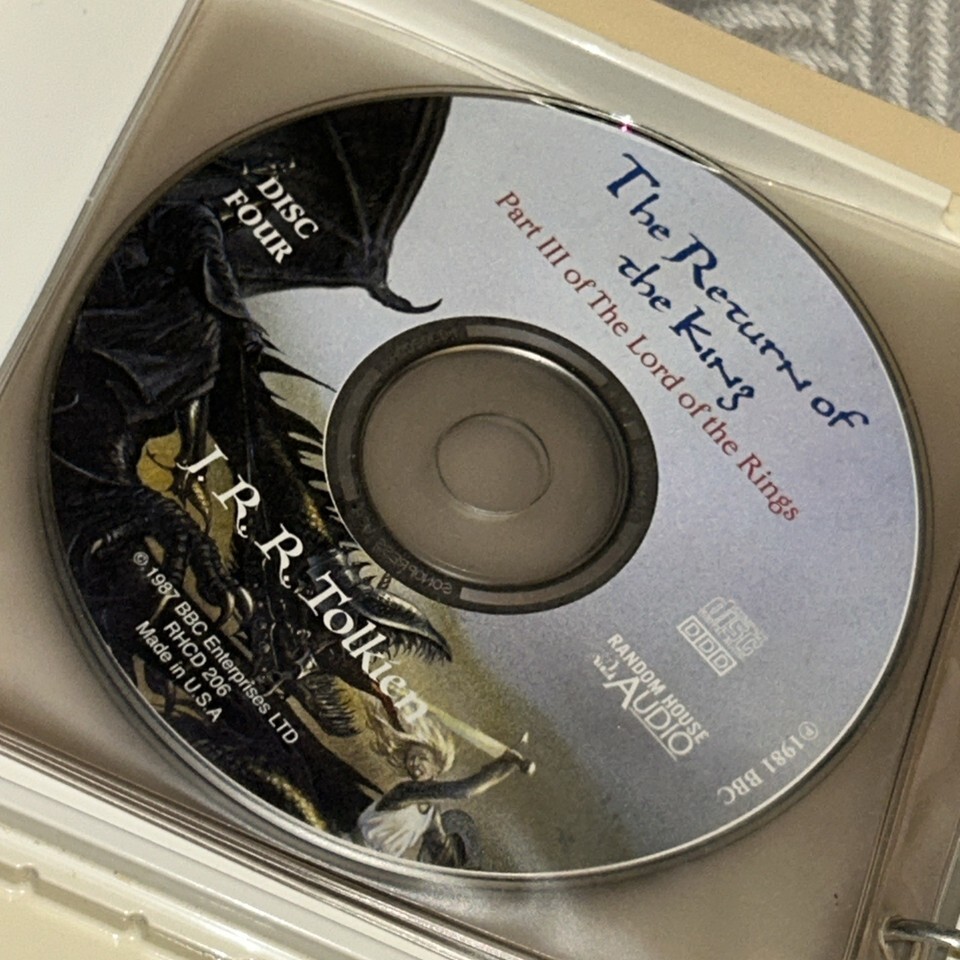 DISC
FOUR
The Return of
the King
Part III of The Lord of the Rings
J. R. R. Tolkien
© 1987 BBC Enterprises LTD
RHCD 206
Made in U.S.A
disc
DDD
RANDOM HOUSE
AUDIO
℗ 1981 BBC